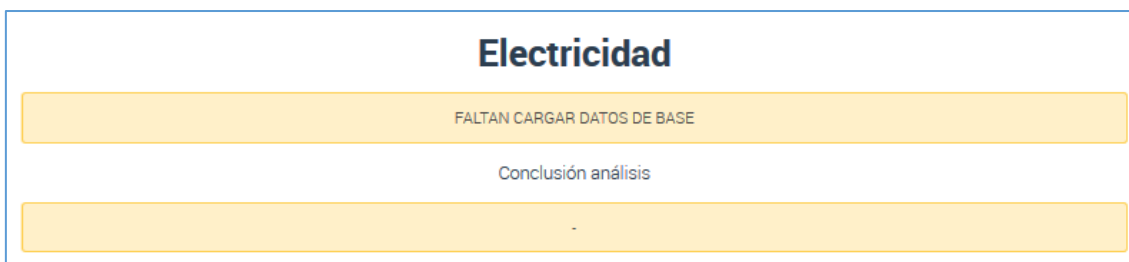 Electricidad
FALTAN CARGAR DATOS DE BASE
Conclusión análisis
-